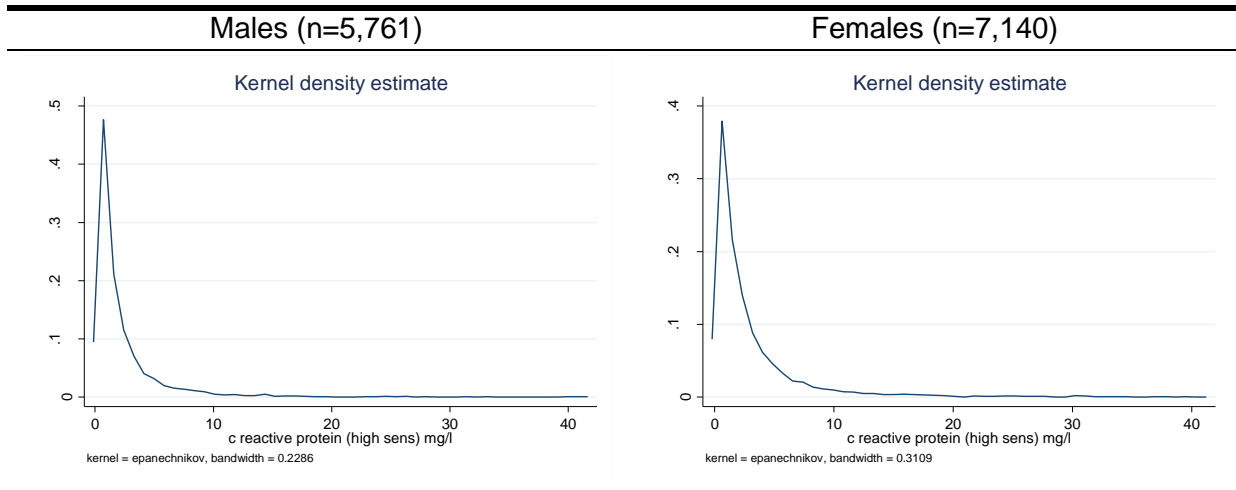 Males (n=5,761)
Females (n=7,140)
Kernel density estimate
.5
.4
.3
.2
.1
0
0 10 20 30 40
c reactive protein (high sens) mg/l
kernel = epanechnikov, bandwidth = 0.2286
Kernel density estimate
.4
.3
.2
.1
0
0 10 20 30 40
c reactive protein (high sens) mg/l
kernel = epanechnikov, bandwidth = 0.3109